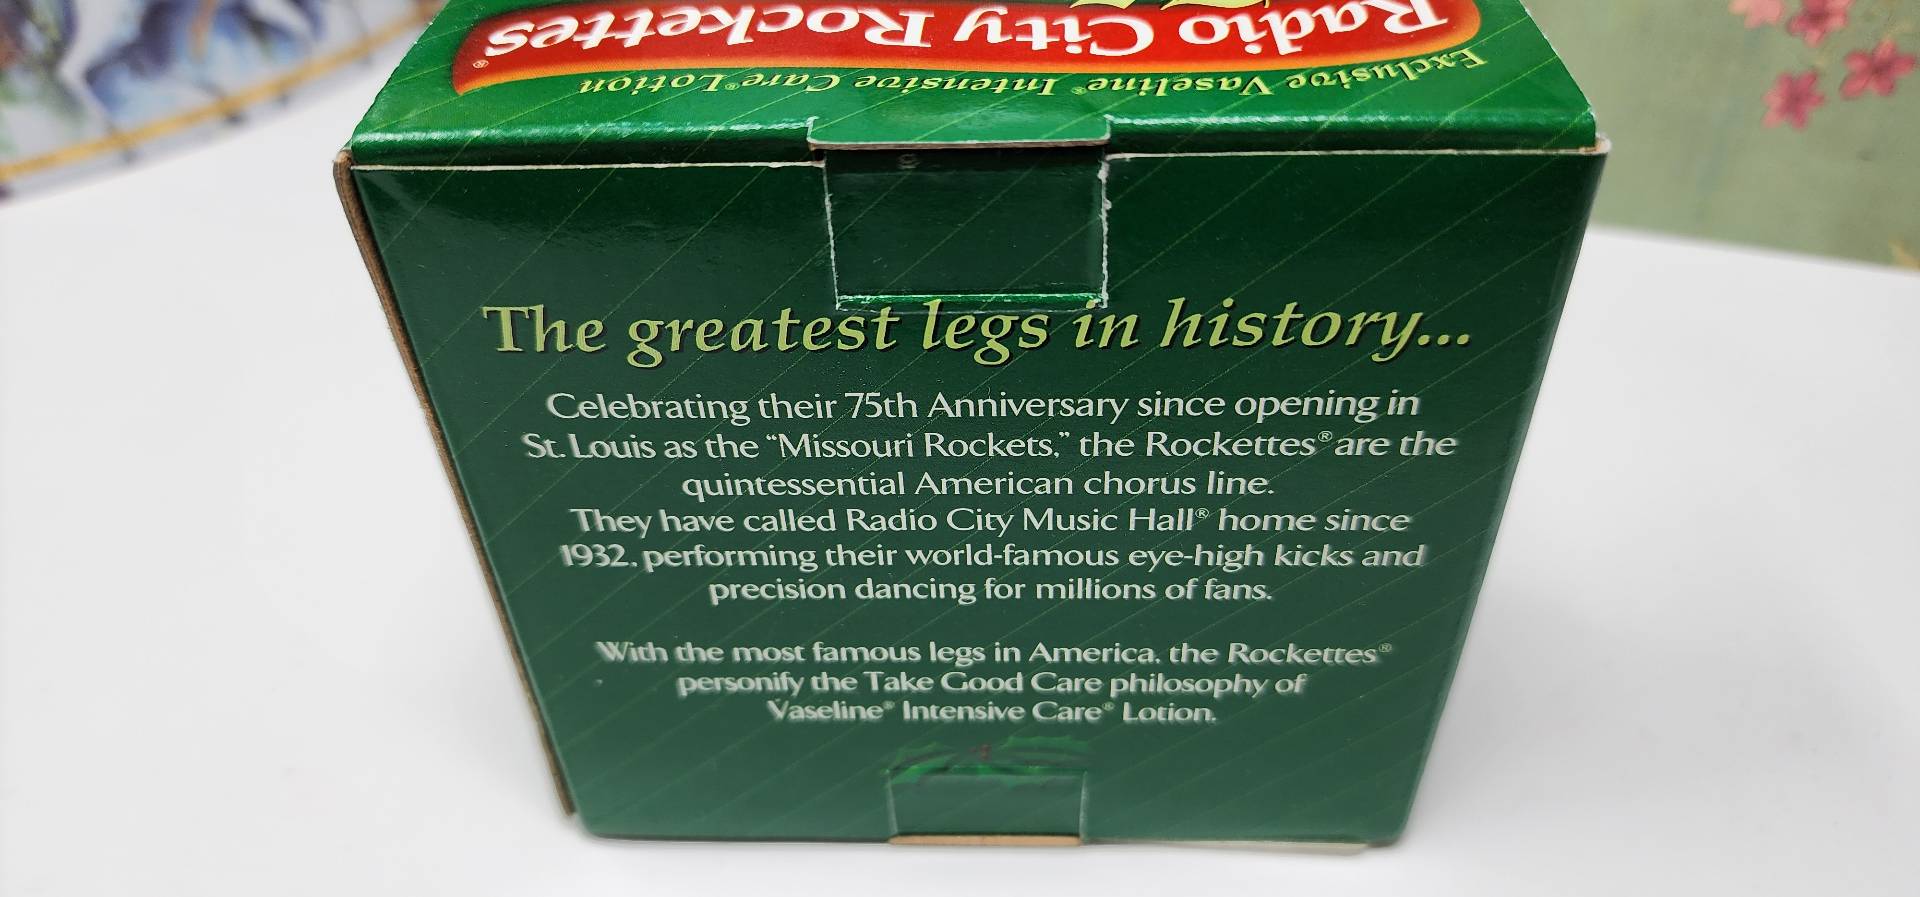 Radio City Rockettes®
Exclusive Vaseline® Intensive Care® Lotion
The greatest legs in history...
Celebrating their 75th Anniversary since opening in
St. Louis as the “Missouri Rockets,” the Rockettes® are the
quintessential American chorus line.
They have called Radio City Music Hall® home since
1932, performing their world-famous eye-high kicks and
precision dancing for millions of fans.
With the most famous legs in America, the Rockettes®
personify the Take Good Care philosophy of
Vaseline® Intensive Care® Lotion.